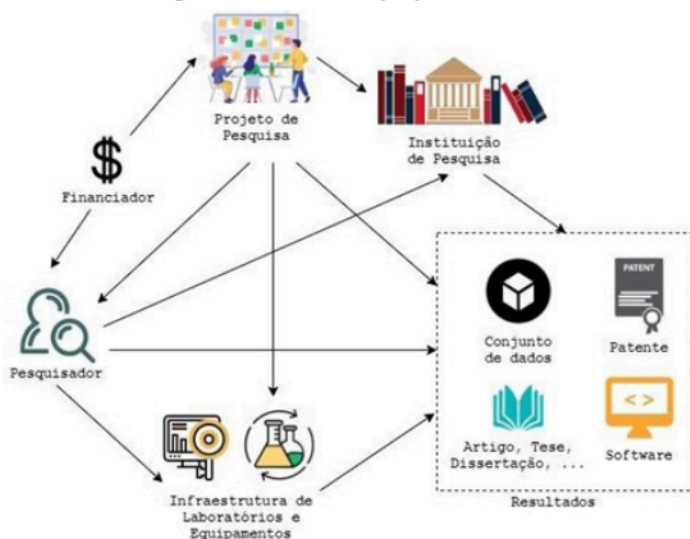 Projeto de
Pesquisa
Instituição
de Pesquisa
$
Financiador
PATENT
Conjunto
de dados
Patente
Pesquisador
< >
Artigo, Tese,
Dissertação, ...
Software
Infraestrutura de
Laboratórios e
Equipamentos
Resultados